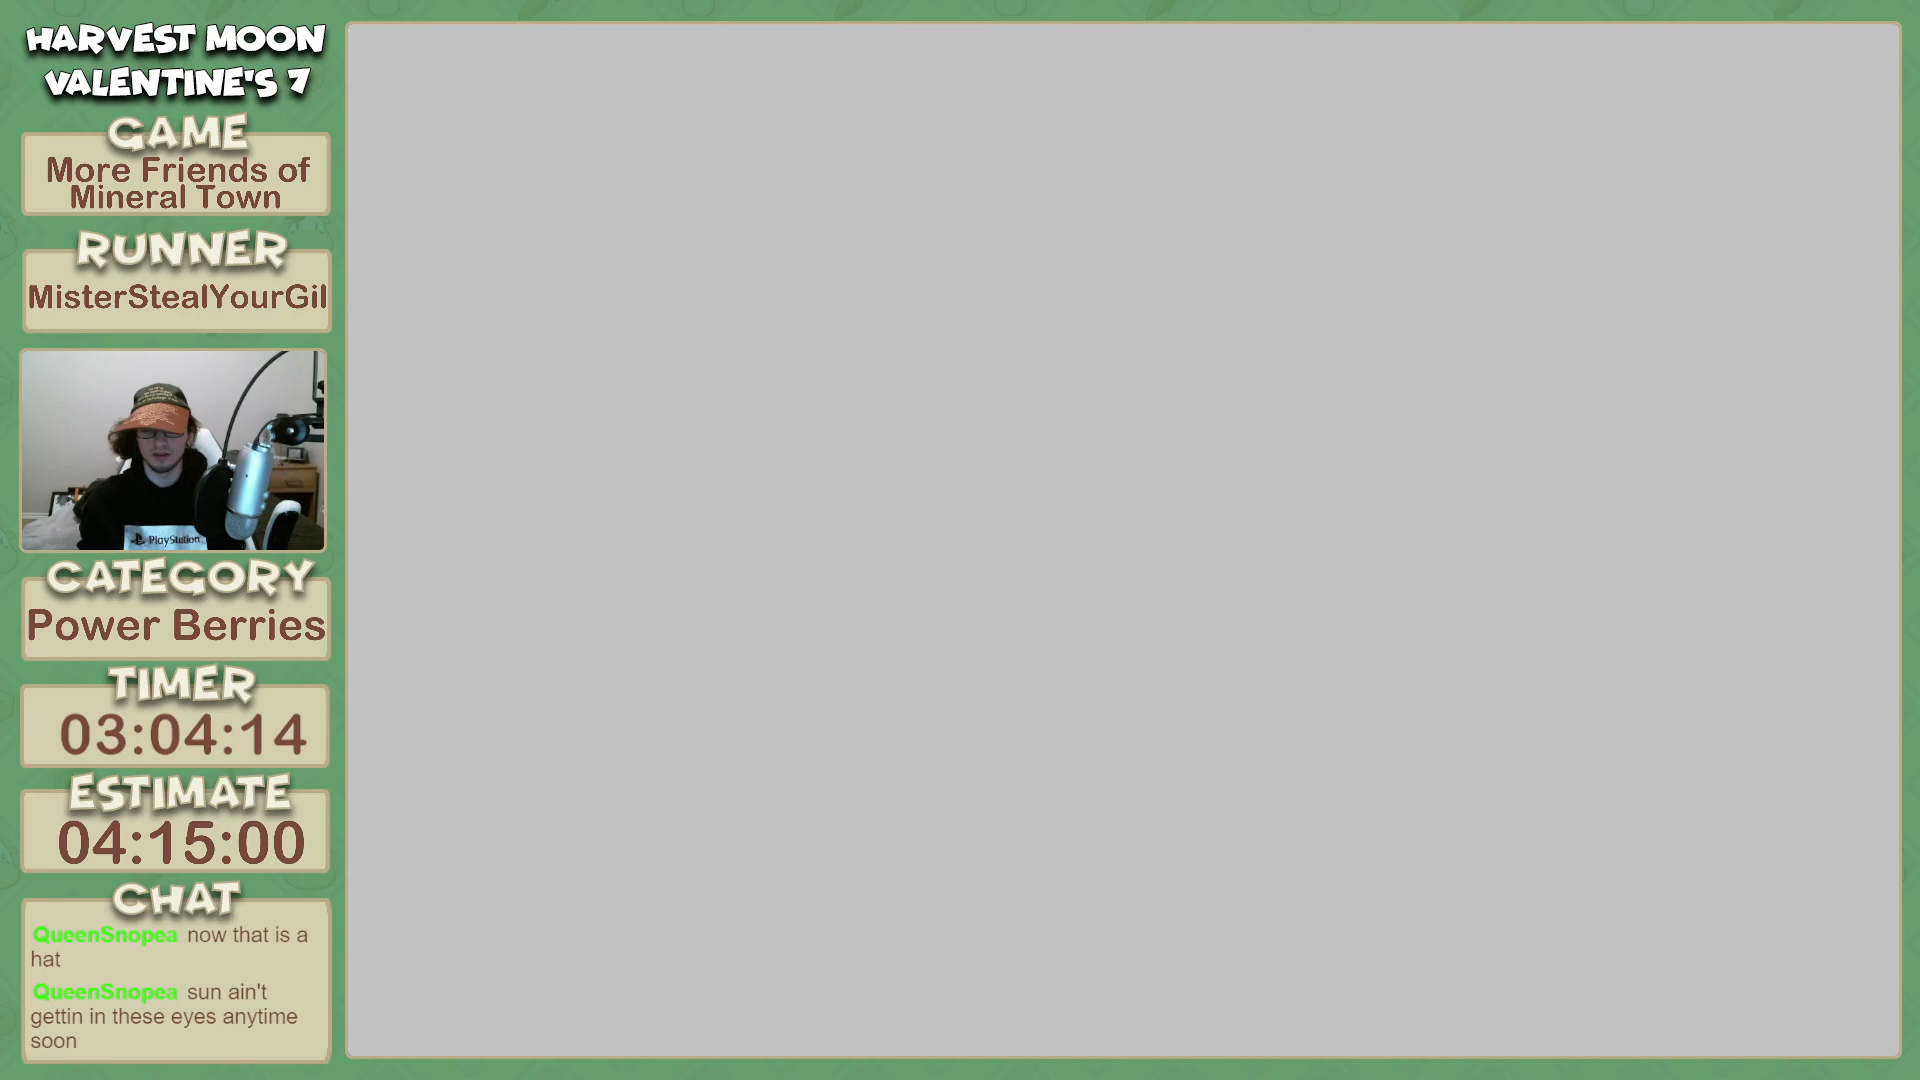 HARVEST MOON
VALENTINE'S 7
GAME
More Friends of
Mineral Town
RUNNER
MisterStealYourGil
PlayStation
CATEGORY
Power Berries
TIMER
03:04:14
ESTIMATE
04:15:00
CHAT
QueenSnopea now that is a
hat
QueenSnopea sun ain't
gettin in these eyes anytime
soon